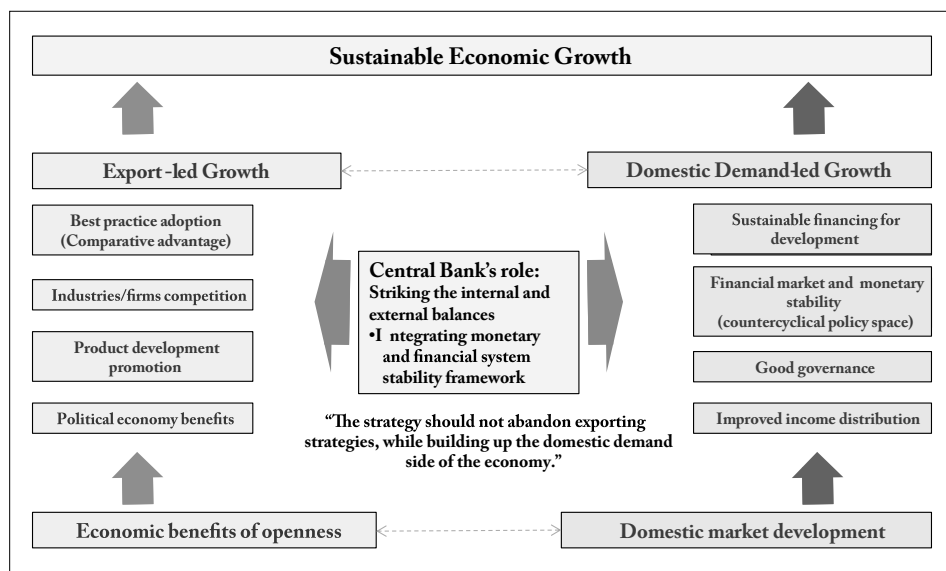 Sustainable Economic Growth
Export -led Growth
Domestic Demand-led Growth
Best practice adoption
(Comparative advantage)
Industries/firms competition
Product development
promotion
Political economy benefits
Central Bank's role:
Striking the internal and
external balances
•I ntegrating monetary
and financial system
stability framework
"The strategy should not abandon exporting
strategies, while building up the domestic demand
side of the economy."
Sustainable financing for
development
Financial market and monetary
stability
(countercyclical policy space)
Good governance
Improved income distribution
Economic benefits of openness
Domestic market development